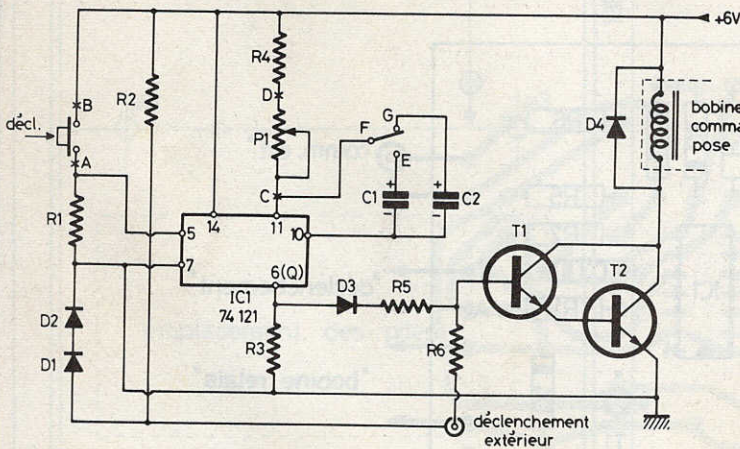 +6V
R4
R2
D
B
P1
G
D4
bobine
comma
pose
décl.
F
A
E
C
C1
C2
+
+
-
-
R1
14
11
5
10
T1
7
6(Q)
T2
IC1
74 121
D3
R5
D2
R3
R6
D1
déclenchement
extérieur